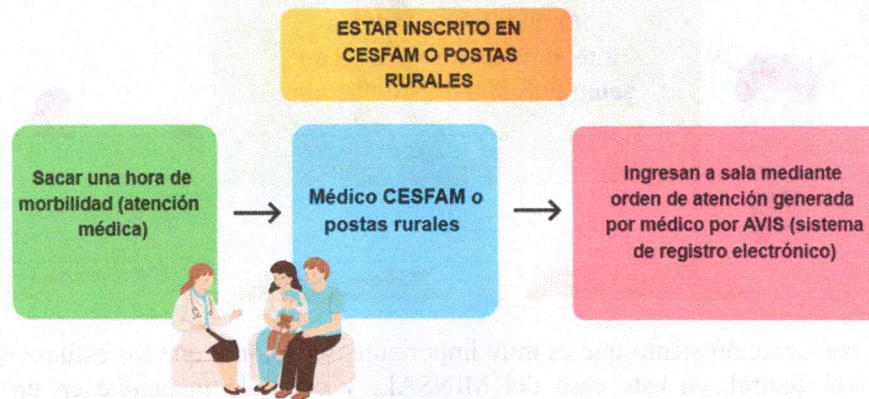 ESTAR INSCRITO EN
CESFAM O POSTAS
RURALES
Sacar una hora de
morbilidad (atención
médica)
Médico CESFAM o
postas rurales
Ingresan a sala mediante
orden de atención generada
por médico por AVIS (sistema
de registro electrónico)